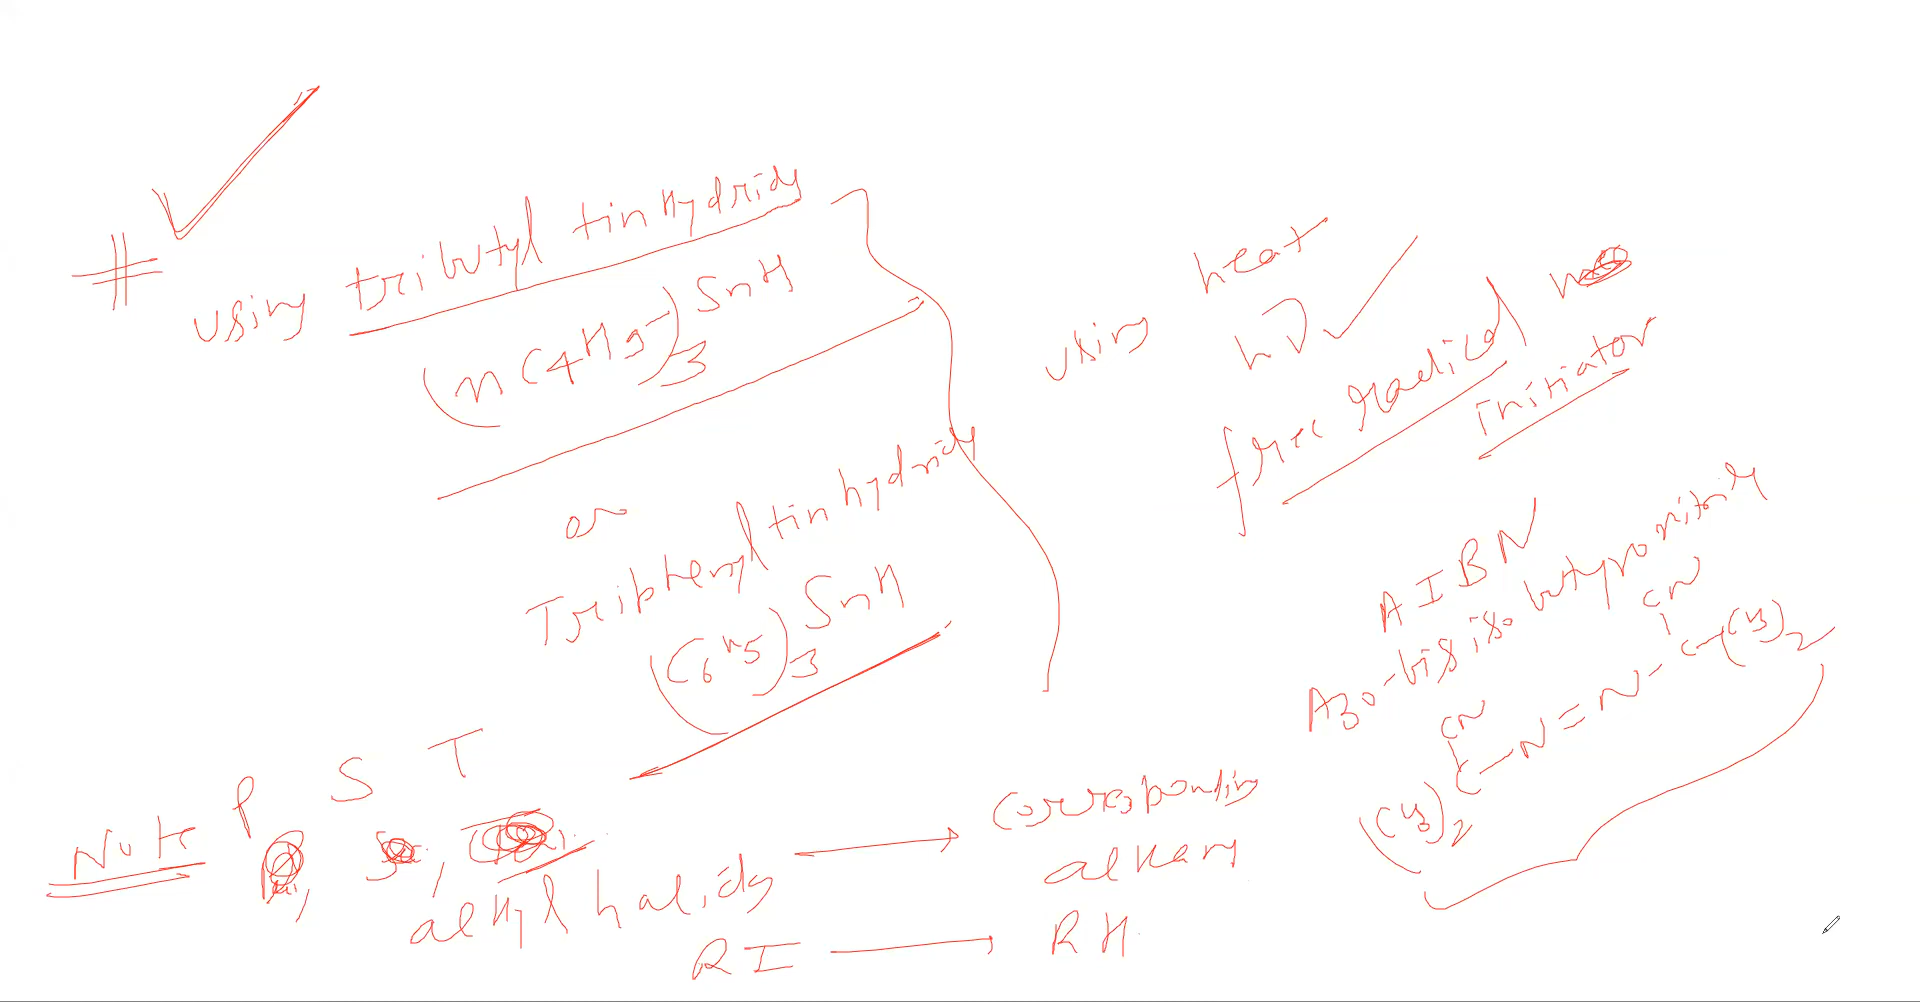 #
using tributyl tin Hydride
(n C4H9-)3 SnH
or
Triphenyl tin hydride
(C6H5)3 SnH
using heat
hν
free radical
Initiator
AIBN
Azo-bis iso butyronitrile
CN
CN
(CH3)2 C-N=N-C-(CH3)2
Note P S T
alkyl halides → corresponding
alkane
RI → RH